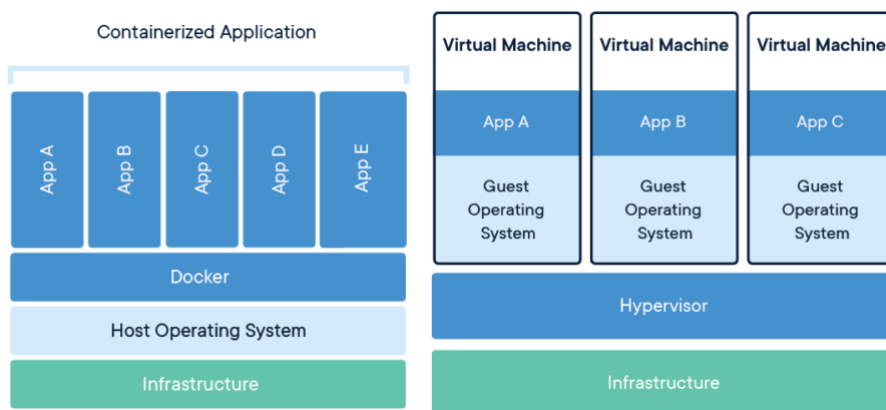 Containerized Application
App A
App B
App C
App D
App E
Docker
Host Operating System
Infrastructure
Virtual Machine
App A
Guest
Operating
System
Virtual Machine
App B
Guest
Operating
System
Virtual Machine
App C
Guest
Operating
System
Hypervisor
Infrastructure